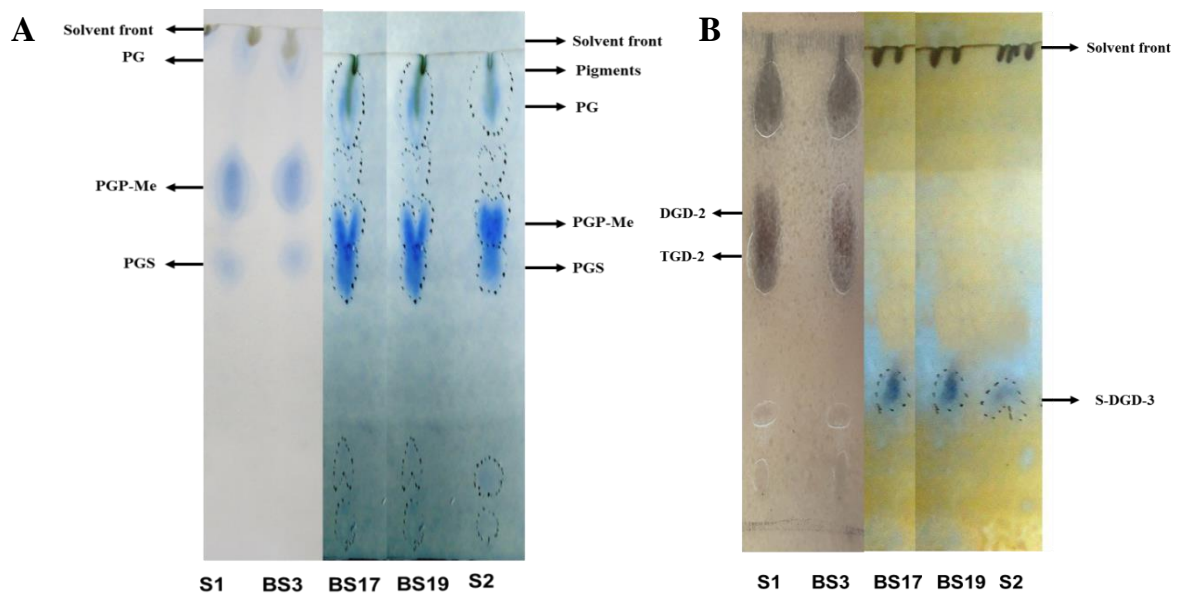 A
Solvent front
PG
PGP-Me
PGS
Solvent front
Pigments
PG
PGP-Me
PGS
S1 BS3 BS17 BS19 S2
B
Solvent front
DGD-2
TGD-2
S-DGD-3
S1 BS3 BS17 BS19 S2